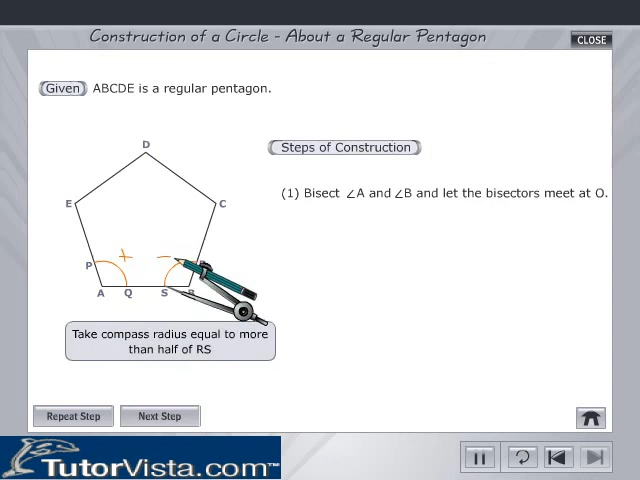 Construction of a Circle - About a Regular Pentagon
CLOSE
Given ABCDE is a regular pentagon.
Steps of Construction
(1) Bisect ∠A and ∠B and let the bisectors meet at O.
D
E
C
P
A
Q
S
B
Take compass radius equal to more
than half of RS
Repeat Step
Next Step
TutorVista.com™